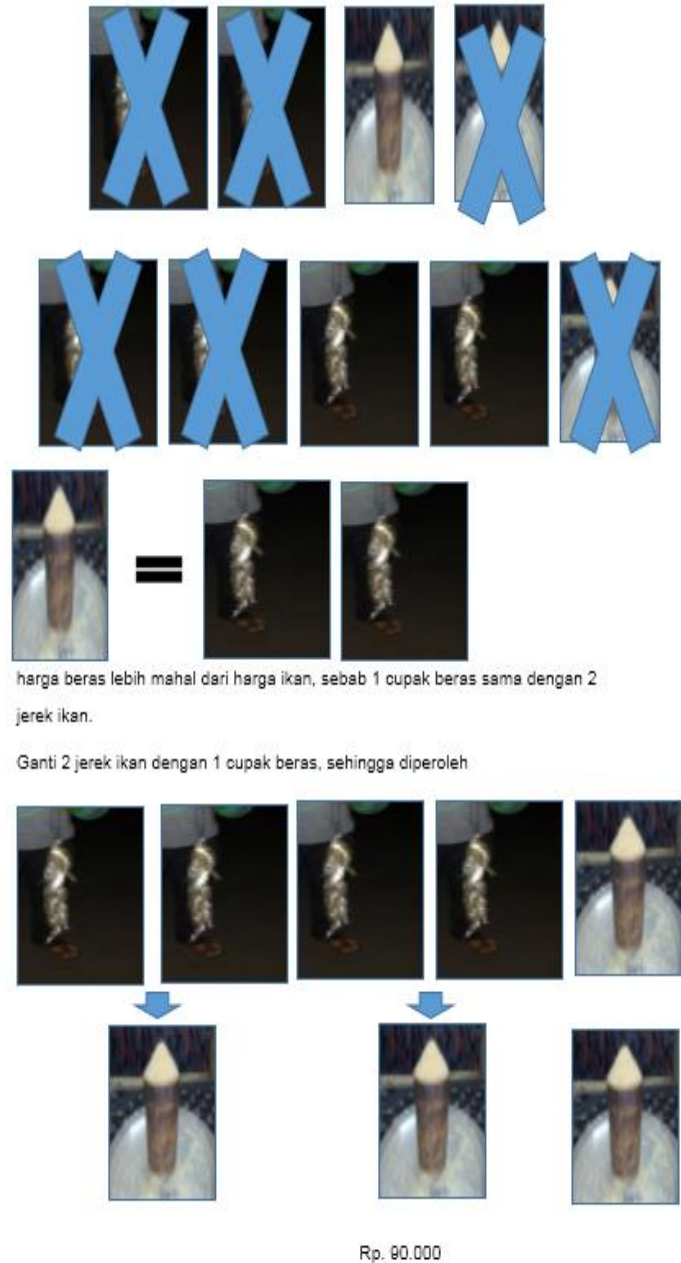 harga beras lebih mahal dari harga ikan, sebab 1 cupak beras sama dengan 2
jerek ikan.
Ganti 2 jerek ikan dengan 1 cupak beras, sehingga diperoleh
Rp. 90.000